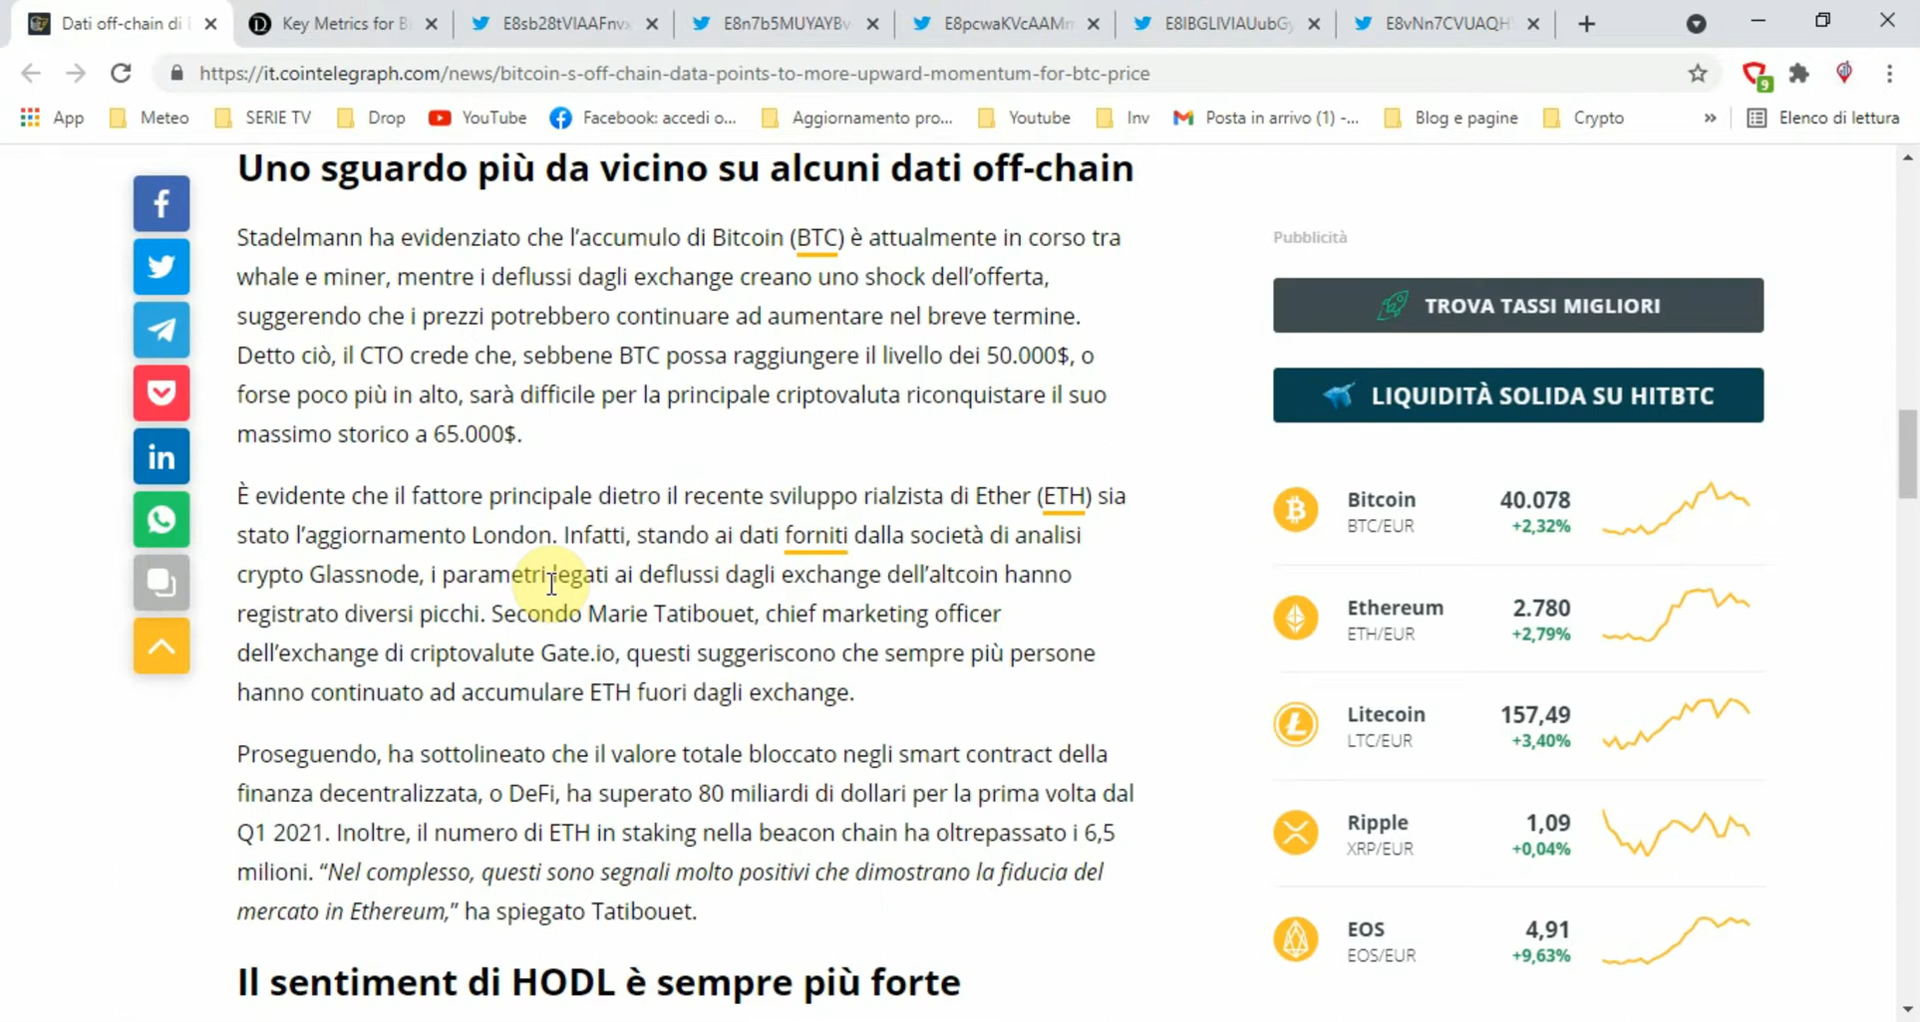 Dati off-chain di
Key Metrics for B
E8sb28tVIAAFnvx
E8n7b5MUYAYBv
E8pcwaKVcAAMm
E8IBGLIVIAUubGy
E8vNn7CVUAQH
https://it.cointelegraph.com/news/bitcoin-s-off-chain-data-points-to-more-upward-momentum-for-btc-price
9
App
Meteo
SERIE TV
Drop
YouTube
Facebook: accedi o...
Aggiornamento pro...
Youtube
Inv
Posta in arrivo (1) -...
Blog e pagine
Crypto
»
Elenco di lettura
Uno sguardo più da vicino su alcuni dati off-chain
Stadelmann ha evidenziato che l’accumulo di Bitcoin (BTC) è attualmente in corso tra
whale e miner, mentre i deflussi dagli exchange creano uno shock dell’offerta,
suggerendo che i prezzi potrebbero continuare ad aumentare nel breve termine.
Detto ciò, il CTO crede che, sebbene BTC possa raggiungere il livello dei 50.000$, o
forse poco più in alto, sarà difficile per la principale criptovaluta riconquistare il suo
massimo storico a 65.000$.
È evidente che il fattore principale dietro il recente sviluppo rialzista di Ether (ETH) sia
stato l’aggiornamento London. Infatti, stando ai dati forniti dalla società di analisi
crypto Glassnode, i parametri legati ai deflussi dagli exchange dell’altcoin hanno
registrato diversi picchi. Secondo Marie Tatibouet, chief marketing officer
dell’exchange di criptovalute Gate.io, questi suggeriscono che sempre più persone
hanno continuato ad accumulare ETH fuori dagli exchange.
Proseguendo, ha sottolineato che il valore totale bloccato negli smart contract della
finanza decentralizzata, o DeFi, ha superato 80 miliardi di dollari per la prima volta dal
Q1 2021. Inoltre, il numero di ETH in staking nella beacon chain ha oltrepassato i 6,5
milioni. “Nel complesso, questi sono segnali molto positivi che dimostrano la fiducia del
mercato in Ethereum,” ha spiegato Tatibouet.
Il sentiment di HODL è sempre più forte
Pubblicità
TROVA TASSI MIGLIORI
LIQUIDITÀ SOLIDA SU HITBTC
Bitcoin 40.078
BTC/EUR +2,32%
Ethereum 2.780
ETH/EUR +2,79%
Litecoin 157,49
LTC/EUR +3,40%
Ripple 1,09
XRP/EUR +0,04%
EOS 4,91
EOS/EUR +9,63%